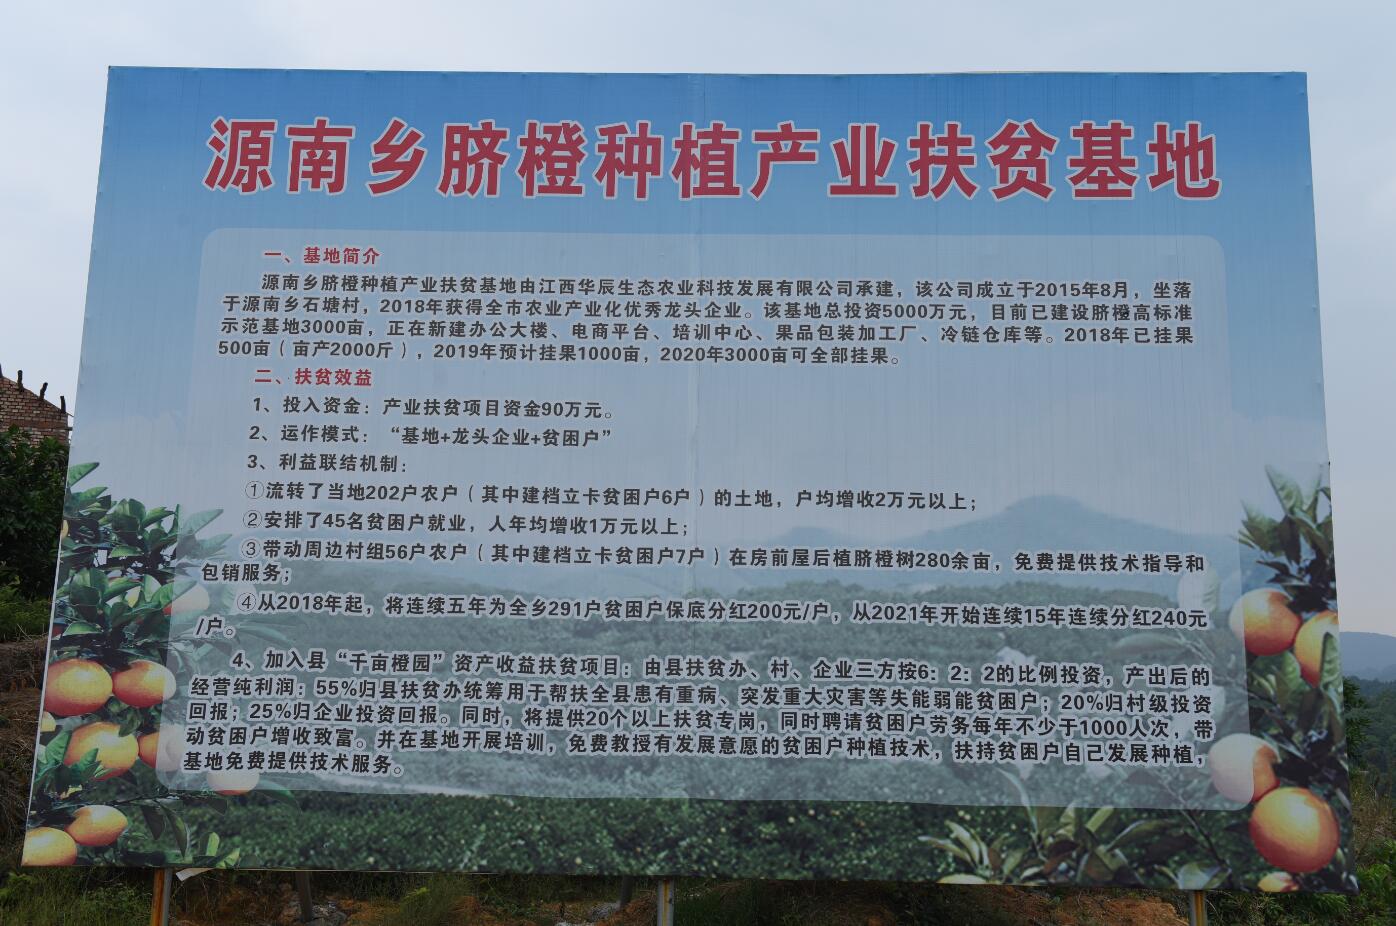 源南乡脐橙种植产业扶贫基地
一、基地简介
源南乡脐橙种植产业扶贫基地由江西华辰生态农业科技发展有限公司承建，该公司成立于2015年8月，坐落
于源南乡石塘村，2018年获得全市农业产业化优秀龙头企业。该基地总投资5000万元，目前已建设脐橙高标准
示范基地3000亩，正在新建办公大楼、电商平台、培训中心、果品包装加工厂、冷链仓库等。2018年已挂果
500亩（亩产2000斤），2019年预计挂果1000亩，2020年3000亩可全部挂果。
二、扶贫效益
1、投入资金：产业扶贫项目资金90万元。
2、运作模式：“基地+龙头企业+贫困户”
3、利益联结机制：
①流转了当地202户农户（其中建档立卡贫困户6户）的土地，户均增收2万元以上；
②安排了45名贫困户就业，人年均增收1万元以上；
③带动周边村组56户农户（其中建档立卡贫困户7户）在房前屋后植脐橙树280余亩，免费提供技术指导和
包销服务；
④从2018年起，将连续五年为全乡291户贫困户保底分红200元/户，从2021年开始连续15年连续分红240元
/户。
4、加入县“千亩橙园”资产收益扶贫项目：由县扶贫办、村、企业三方按6：2：2的比例投资，产出后的
经营纯利润：55%归县扶贫办统筹用于帮扶全县患有重病、突发重大灾害等失能弱能贫困户；20%归村级投资
回报；25%归企业投资回报。同时，将提供20个以上扶贫专岗，同时聘请贫困户劳务每年不少于1000人次，带
动贫困户增收致富。并在基地开展培训，免费教授有发展意愿的贫困户种植技术，扶持贫困户自己发展种植，
基地免费提供技术服务。